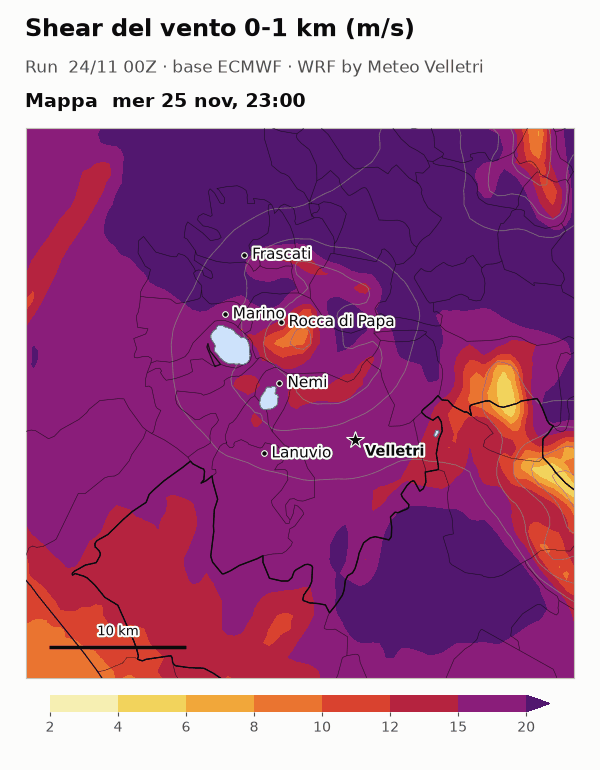 Shear del vento 0-1 km (m/s)
Run  24/11 00Z · base ECMWF · WRF by Meteo Velletri
Mappa  mer 25 nov, 23:00
Frascati
Marino
Rocca di Papa
Nemi
Velletri
Lanuvio
10 km
2 4 6 8 10 12 15 20